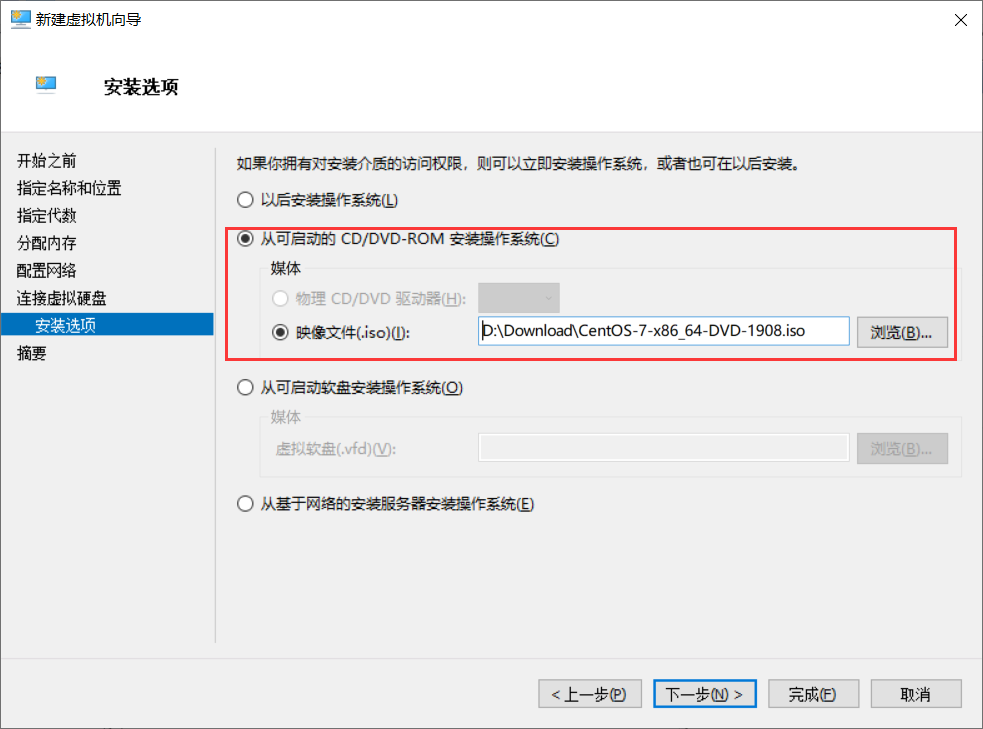 新建虚拟机向导
安装选项
开始之前
指定名称和位置
指定代数
分配内存
配置网络
连接虚拟硬盘
安装选项
摘要
如果你拥有对安装介质的访问权限，则可以立即安装操作系统，或者也可在以后安装。
以后安装操作系统(L)
从可启动的 CD/DVD-ROM 安装操作系统(C)
媒体
物理 CD/DVD 驱动器(H):
映像文件(.iso)(I): D:\Download\CentOS-7-x86_64-DVD-1908.iso 浏览(B)...
从可启动软盘安装操作系统(O)
媒体
虚拟软盘(.vfd)(V): 浏览(B)...
从基于网络的安装服务器安装操作系统(E)
< 上一步(P) 下一步(N) > 完成(F) 取消